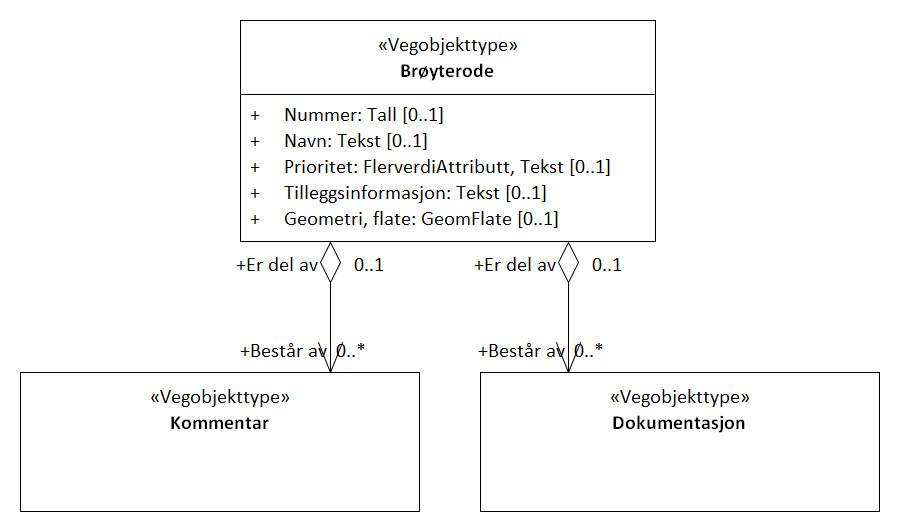 «Vegobjekttype»
Brøyterode
+ Nummer: Tall [0..1]
+ Navn: Tekst [0..1]
+ Prioritet: FlerverdiAttributt, Tekst [0..1]
+ Tilleggsinformasjon: Tekst [0..1]
+ Geometri, flate: GeomFlate [0..1]
+Er del av 0..1 +Er del av 0..1
+Består av 0..* +Består av 0..*
«Vegobjekttype» «Vegobjekttype»
Kommentar Dokumentasjon